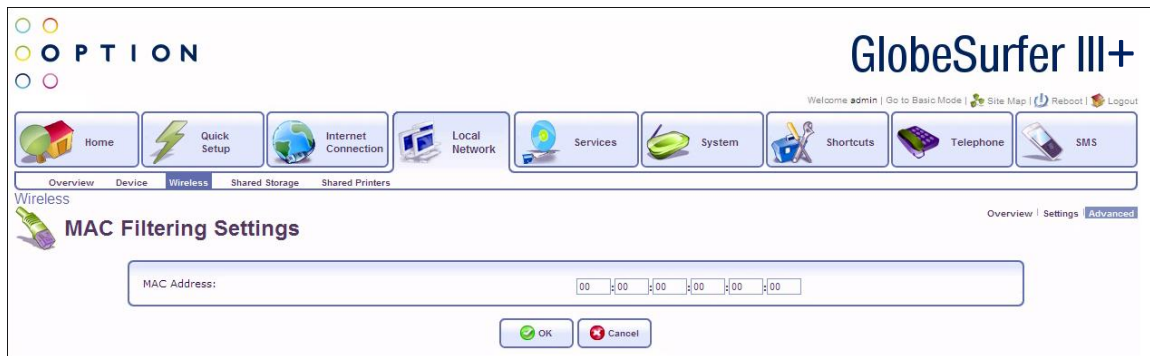 OPTION
GlobeSurfer III+
Welcome admin | Go to Basic Mode | Site Map | Reboot | Logout
Home
Quick Setup
Internet Connection
Local Network
Services
System
Shortcuts
Telephone
SMS
Overview Device Wireless Shared Storage Shared Printers
Wireless
Overview | Settings | Advanced
MAC Filtering Settings
MAC Address: 00 :00 :00 :00 :00 :00
OK Cancel